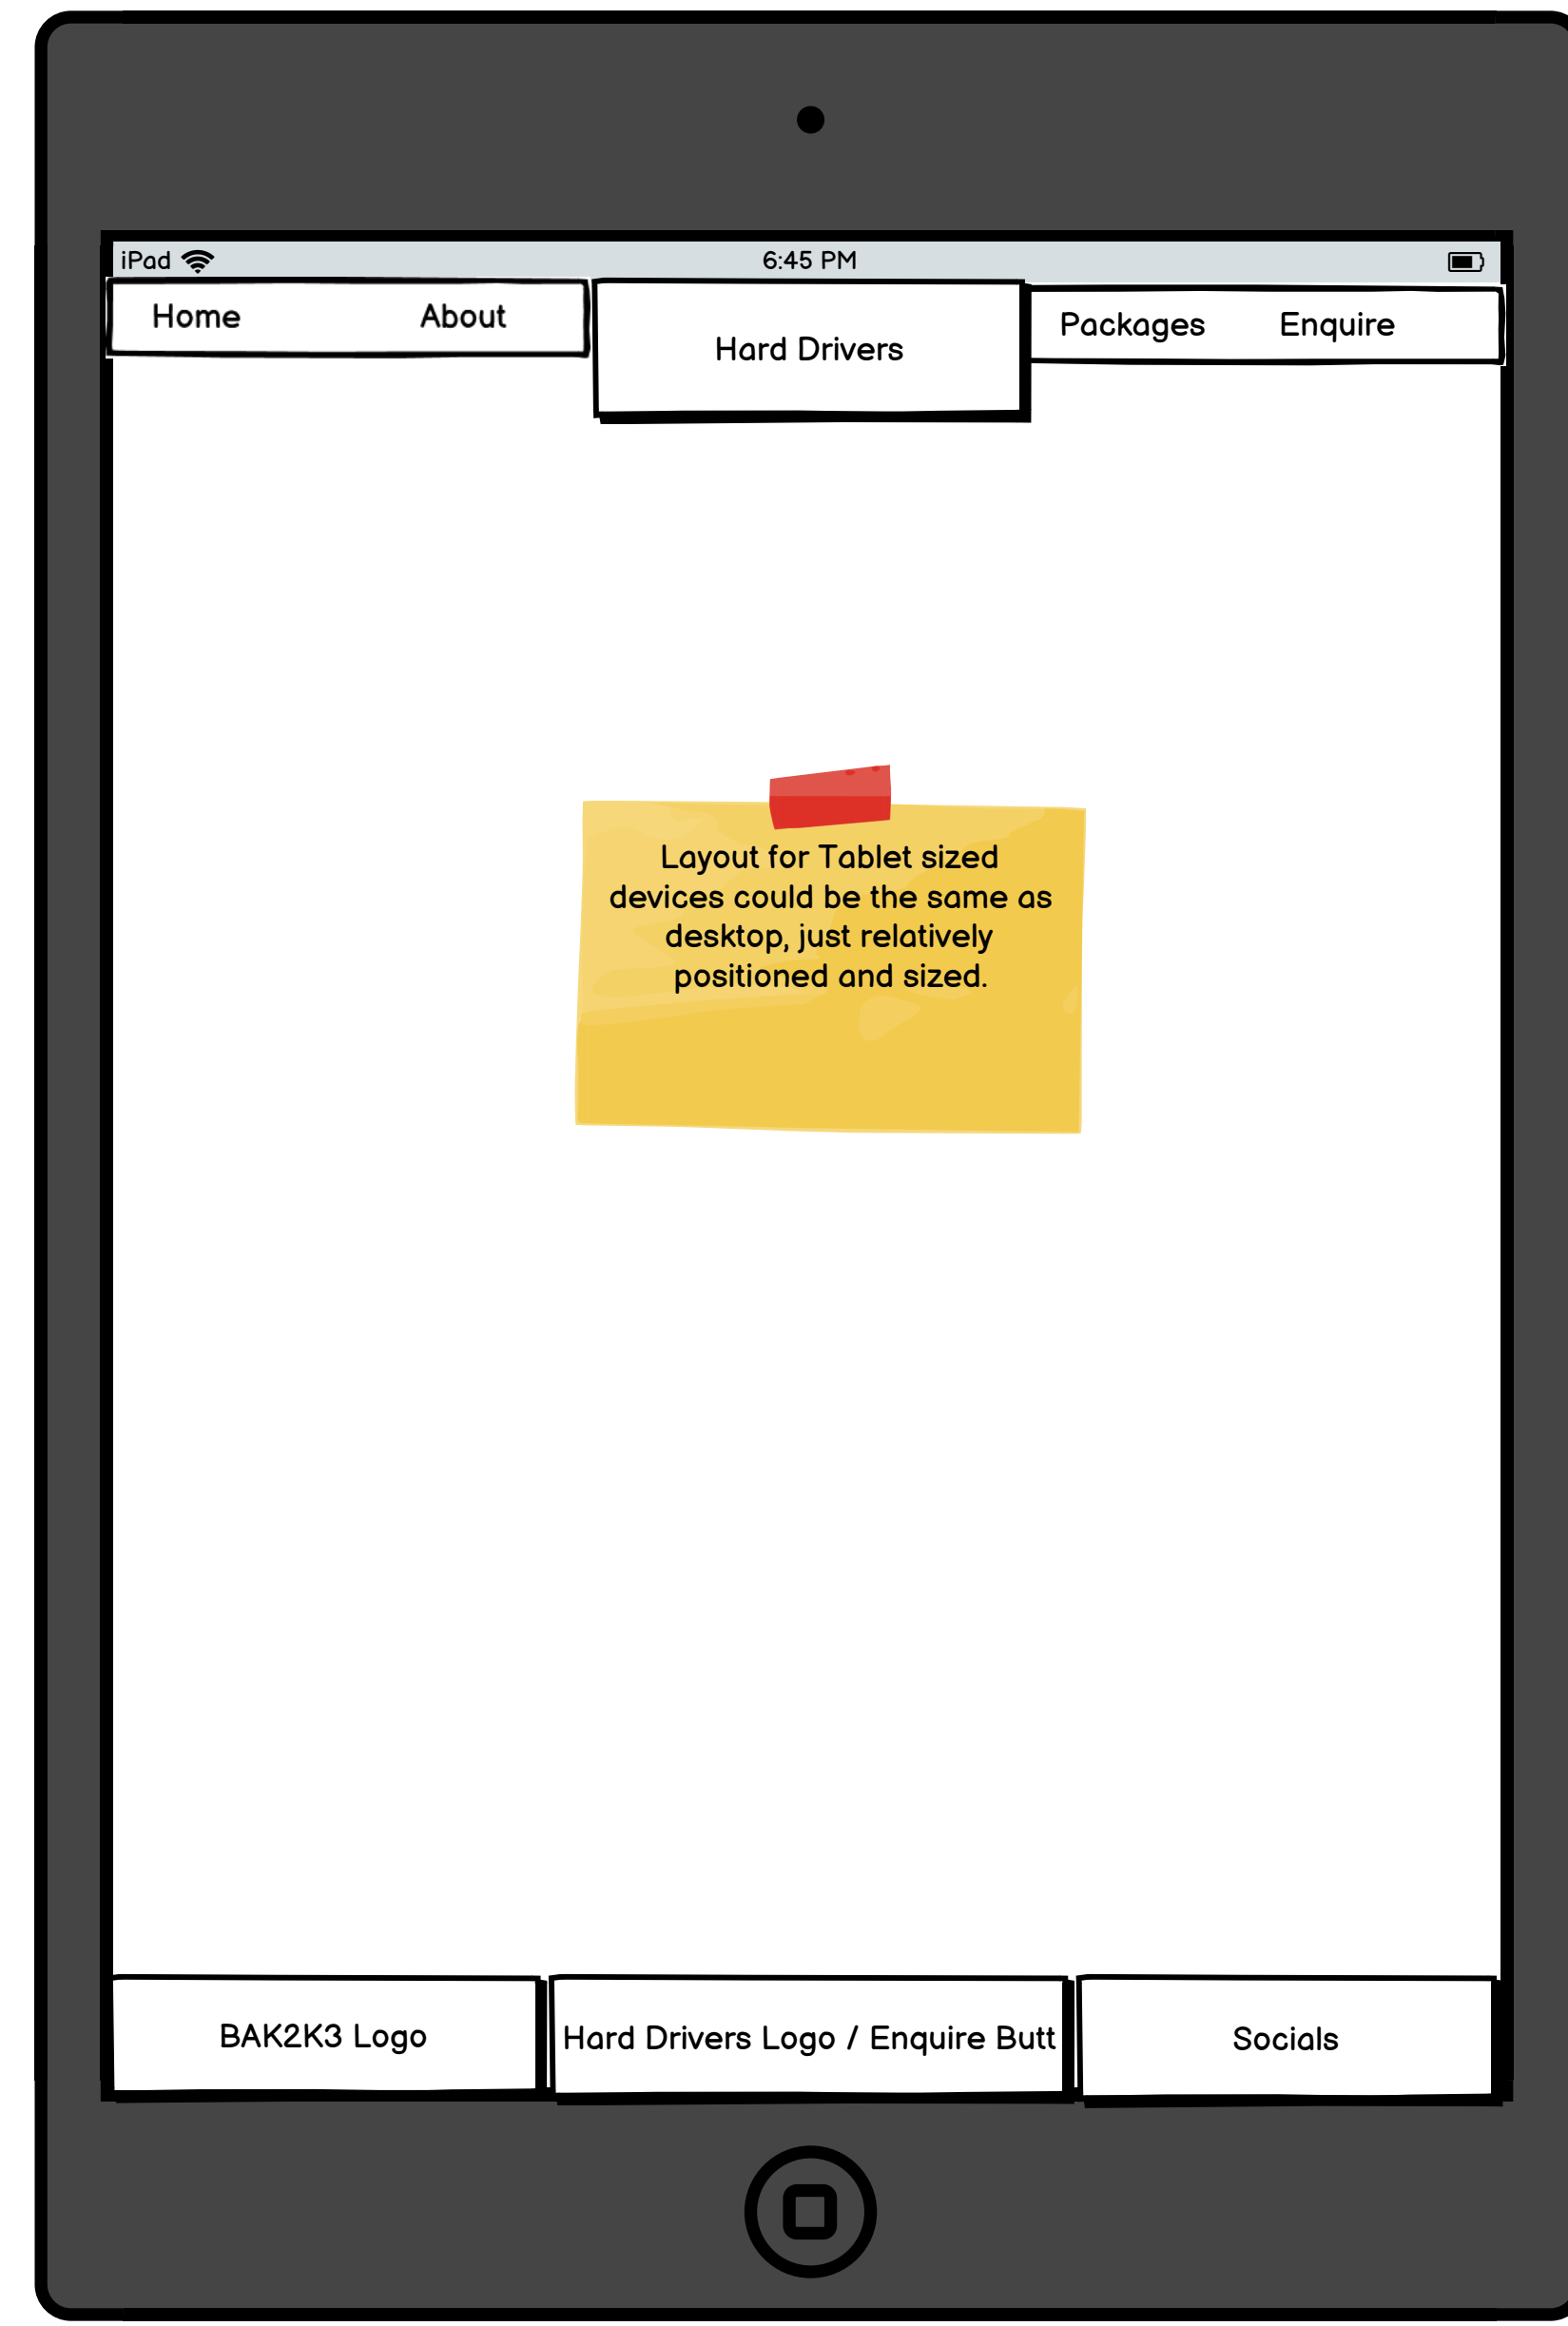 iPad 6:45 PM
Home About Hard Drivers Packages Enquire
Layout for Tablet sized
devices could be the same as
desktop, just relatively
positioned and sized.
BAK2K3 Logo Hard Drivers Logo / Enquire Butt Socials